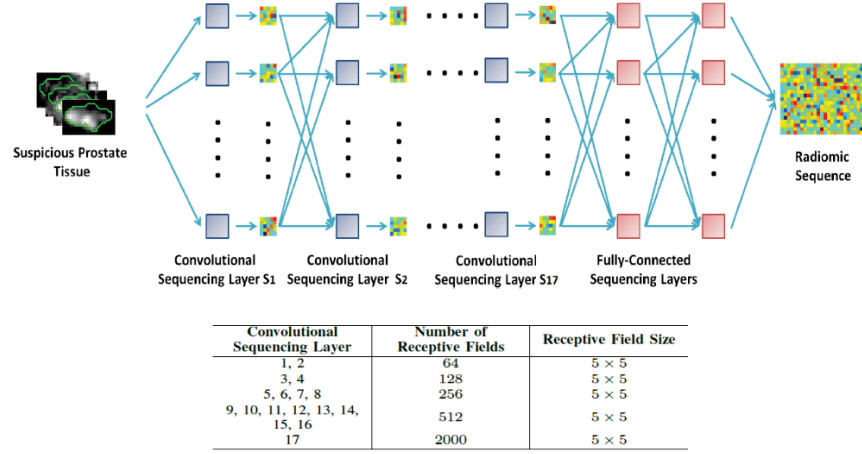 Suspicious Prostate
Tissue
Radiomic
Sequence
Convolutional
Sequencing Layer S1
Convolutional
Sequencing Layer S2
Convolutional
Sequencing Layer S17
Fully-Connected
Sequencing Layers
Convolutional
Sequencing Layer
Number of
Receptive Fields
Receptive Field Size
1, 2
64
5 × 5
3, 4
128
5 × 5
5, 6, 7, 8
256
5 × 5
9, 10, 11, 12, 13, 14,
15, 16
512
5 × 5
17
2000
5 × 5